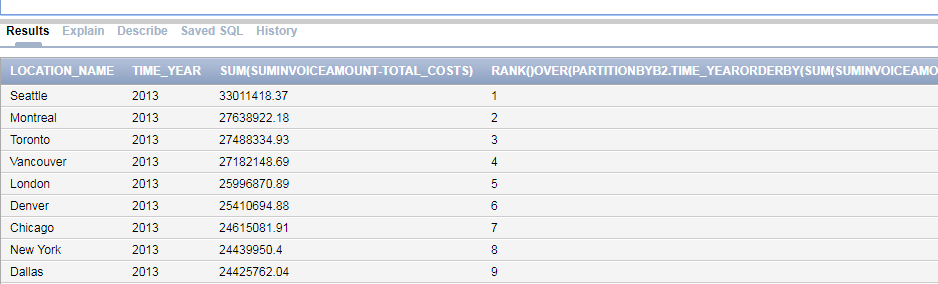 Results Explain Describe Saved SQL History
LOCATION_NAME TIME_YEAR SUM(SUMINVOICEAMOUNT-TOTAL_COSTS) RANK()OVER(PARTITIONBYB2.TIME_YEARORDERBY(SUM(SUMINVOICEAMO
Seattle 2013 33011418.37 1
Montreal 2013 27638922.18 2
Toronto 2013 27488334.93 3
Vancouver 2013 27182148.69 4
London 2013 25996870.89 5
Denver 2013 25410694.88 6
Chicago 2013 24615081.91 7
New York 2013 24439950.4 8
Dallas 2013 24425762.04 9